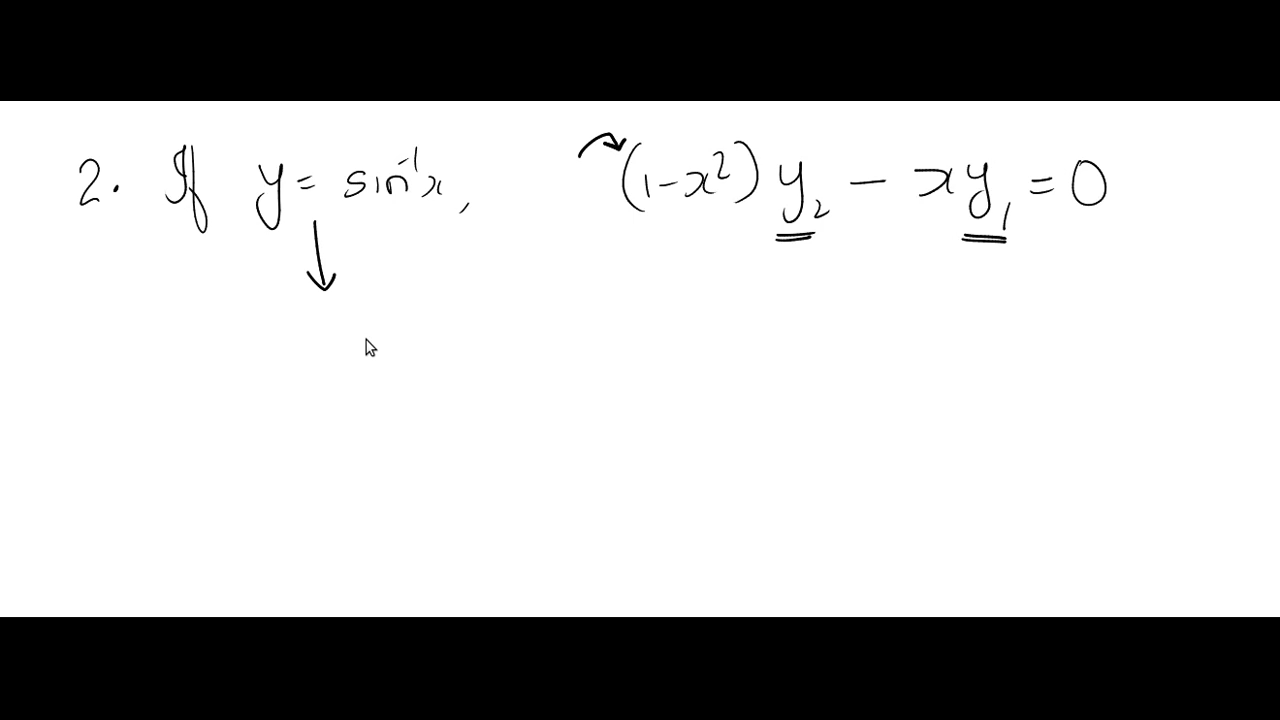 2. If y = sin⁻¹x, (1-x²) y₂ - xy₁ = 0